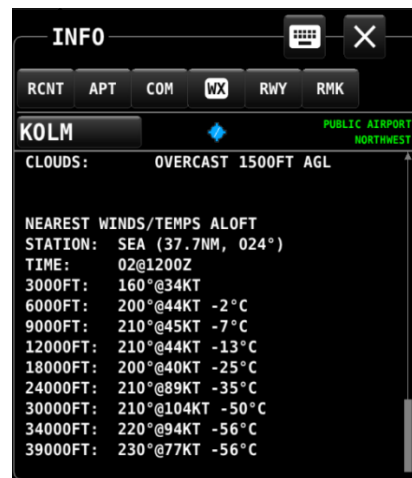 INFO
RCNT APT COM WX RWY RMK
KOLM
PUBLIC AIRPORT
NORTHWEST
CLOUDS: OVERCAST 1500FT AGL
NEAREST WINDS/TEMPS ALOFT
STATION: SEA (37.7NM, 024°)
TIME: 02@1200Z
3000FT: 160°@34KT
6000FT: 200°@44KT -2°C
9000FT: 210°@45KT -7°C
12000FT: 210°@44KT -13°C
18000FT: 200°@40KT -25°C
24000FT: 210°@89KT -35°C
30000FT: 210°@104KT -50°C
34000FT: 220°@94KT -56°C
39000FT: 230°@77KT -56°C